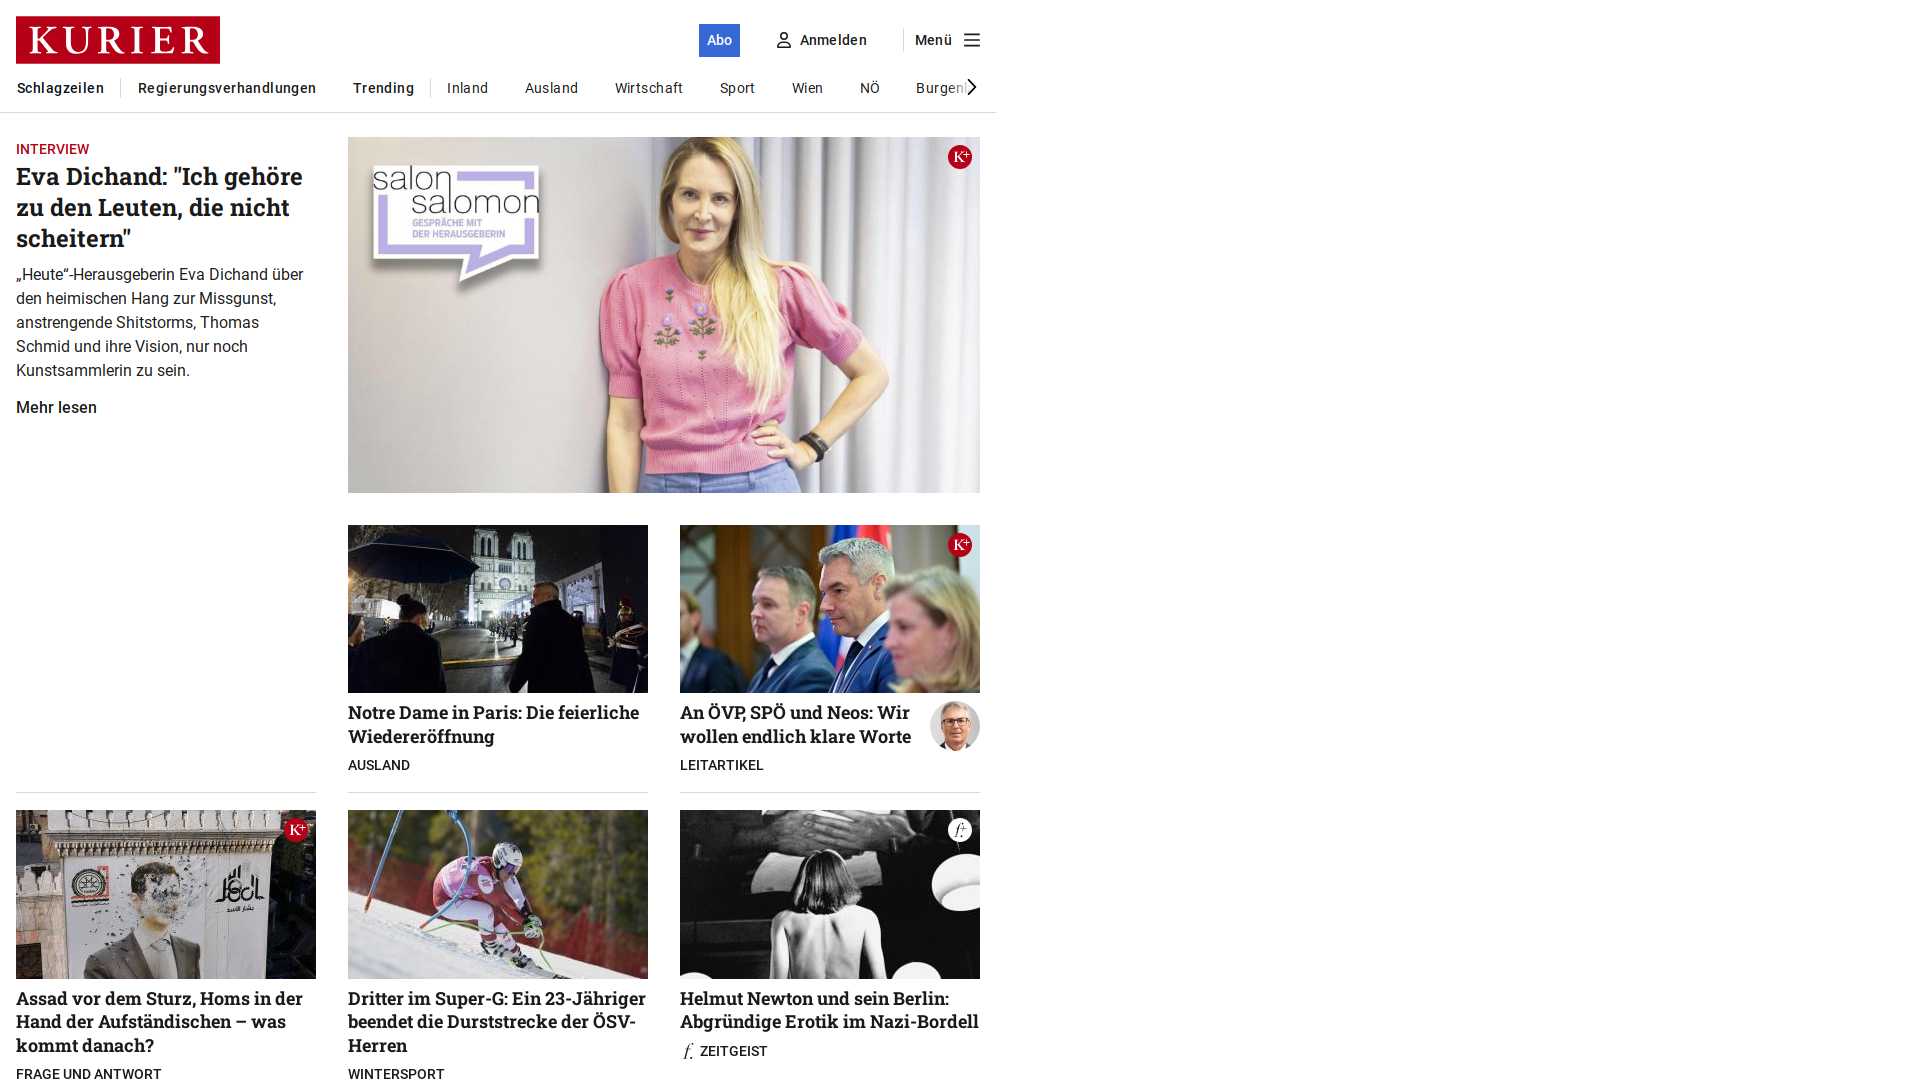 KURIER
Abo
Anmelden
Menü
Schlagzeilen
Regierungsverhandlungen
Trending
Inland
Ausland
Wirtschaft
Sport
Wien
NÖ
INTERVIEW
Eva Dichand: "Ich gehöre
zu den Leuten, die nicht
scheitern"
„Heute“-Herausgeberin Eva Dichand über
den heimischen Hang zur Missgunst,
anstrengende Shitstorms, Thomas
Schmid und ihre Vision, nur noch
Kunstsammlerin zu sein.
Mehr lesen
salon
salomon
GESPRÄCHE MIT
DER HERAUSGEBERIN
K+
K+
Notre Dame in Paris: Die feierliche
Wiedereröffnung
AUSLAND
An ÖVP, SPÖ und Neos: Wir
wollen endlich klare Worte
LEITARTIKEL
K+
Assad vor dem Sturz, Homs in der
Hand der Aufständischen – was
kommt danach?
FRAGE UND ANTWORT
Dritter im Super-G: Ein 23-Jähriger
beendet die Durststrecke der ÖSV-
Herren
WINTERSPORT
f+
Helmut Newton und sein Berlin:
Abgründige Erotik im Nazi-Bordell
f. ZEITGEIST